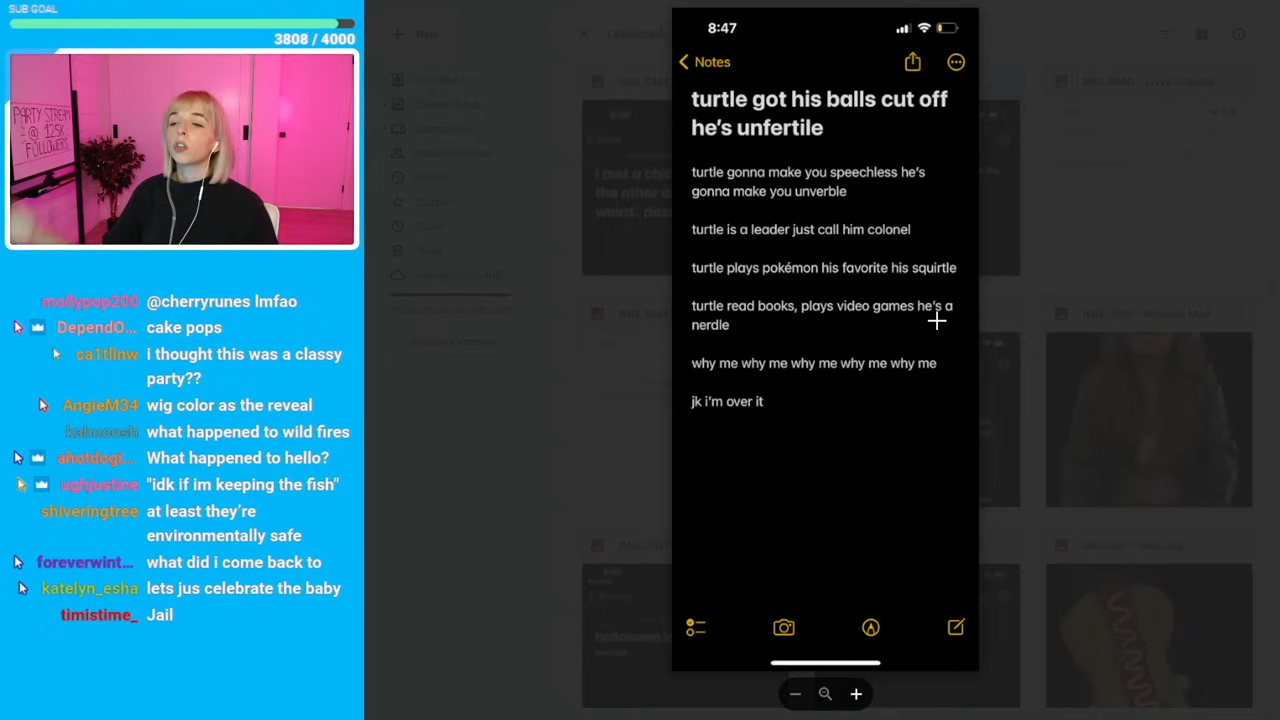 SUB GOAL
3808 / 4000
PARTY STREAM
@ 125K
FOLLOWERS
mollypop200 @cherryrunes lmfao
DependO... cake pops
ca1tlinw i thought this was a classy
party??
AngieM34 wig color as the reveal
kahooosh what happened to wild fires
ahotdogi... What happened to hello?
ughjustine "idk if im keeping the fish"
shiveringtree at least they're
environmentally safe
foreverwint... what did i come back to
katelyn_esha lets jus celebrate the baby
timistime_ Jail
New
8:47
Notes
turtle got his balls cut off
he's unfertile
turtle gonna make you speechless he's
gonna make you unverble
turtle is a leader just call him colonel
turtle plays pokémon his favorite his squirtle
turtle read books, plays video games he's a
nerdle
why me why me why me why me why me
jk i'm over it